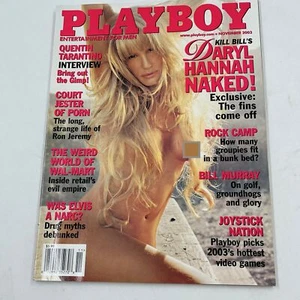 PLAYBOY
ENTERTAINMENT FOR MEN
www.playboy.com • NOVEMBER 2003
QUENTIN
TARANTINO
INTERVIEW
Bring out
the Gimp!
COURT
JESTER
OF PORN
The long,
strange life of
Ron Jeremy
THE WEIRD
WORLD OF
WAL-MART
Inside retail's
evil empire
WAS ELVIS
A NARC?
Drug myths
debunked
KILL BILL'S
DARYL
HANNAH
NAKED!
Exclusive:
The fins
come off
ROCK CAMP
How many
groupies fit
in a bunk bed?
BILL MURRAY
On golf,
groundhogs
and glory
JOYSTICK
NATION
Playboy picks
2003's hottest
video games